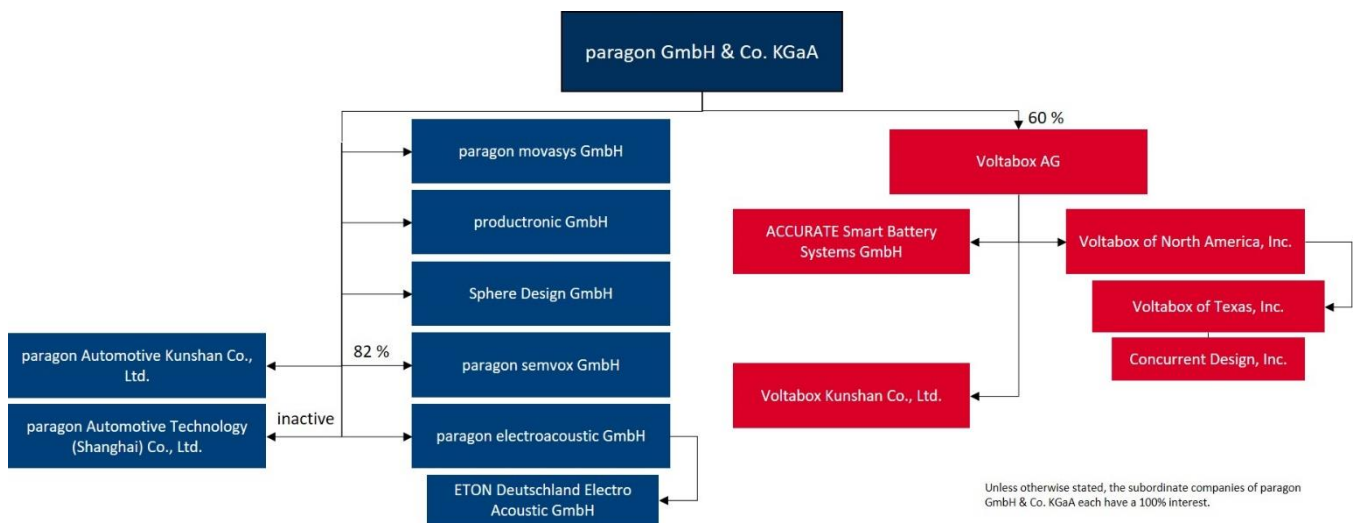 paragon GmbH & Co. KGaA
60 %
paragon movasys GmbH
Voltabox AG
productronic GmbH
ACCURATE Smart Battery
Systems GmbH
Voltabox of North America, Inc.
Sphere Design GmbH
Voltabox of Texas, Inc.
paragon Automotive Kunshan Co.,
Ltd.
82 %
paragon semvox GmbH
Concurrent Design, Inc.
Voltabox Kunshan Co., Ltd.
paragon Automotive Technology
(Shanghai) Co., Ltd.
inactive
paragon electroacoustic GmbH
ETON Deutschland Electro
Acoustic GmbH
Unless otherwise stated, the subordinate companies of paragon
GmbH & Co. KGaA each have a 100% interest.